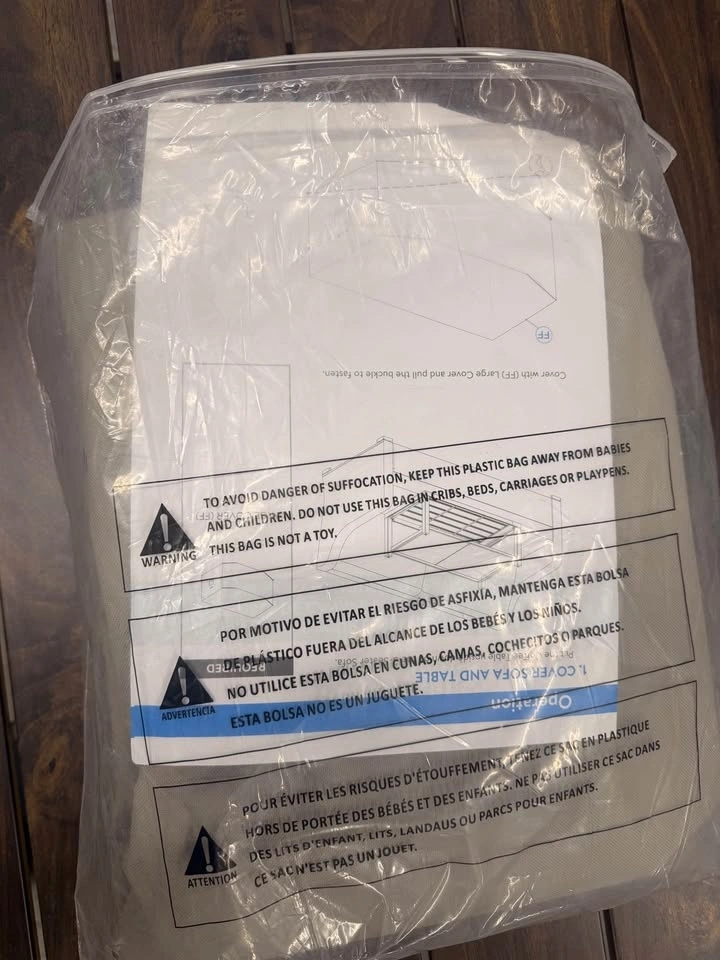 FF
Cover with (FF) Large Cover and pull the buckle to fasten.
TO AVOID DANGER OF SUFFOCATION, KEEP THIS PLASTIC BAG AWAY FROM BABIES
AND CHILDREN. DO NOT USE THIS BAG IN CRIBS, BEDS, CARRIAGES OR PLAYPENS.
THIS BAG IS NOT A TOY.
WARNING
POR MOTIVO DE EVITAR EL RIESGO DE ASFIXÍA, MANTENGA ESTA BOLSA
DE PLÁSTICO FUERA DEL ALCANCE DE LOS BEBÉS Y LOS NIÑOS.
NO UTILICE ESTA BOLSA EN CUNAS, CAMAS, COCHECITOS O PARQUES.
ESTA BOLSA NO ES UN JUGUETE.
ADVERTENCIA
REQUIRED
1. COVER SOFA AND TABLE
Operation
POUR ÉVITER LES RISQUES D'ÉTOUFFEMENT, TENEZ CE SAC EN PLASTIQUE
HORS DE PORTÉE DES BÉBÉS ET DES ENFANTS. NE PAS UTILISER CE SAC DANS
DES LITS D'ENFANT, LITS, LANDAUS OU PARCS POUR ENFANTS.
CE SAC N'EST PAS UN JOUET.
ATTENTION